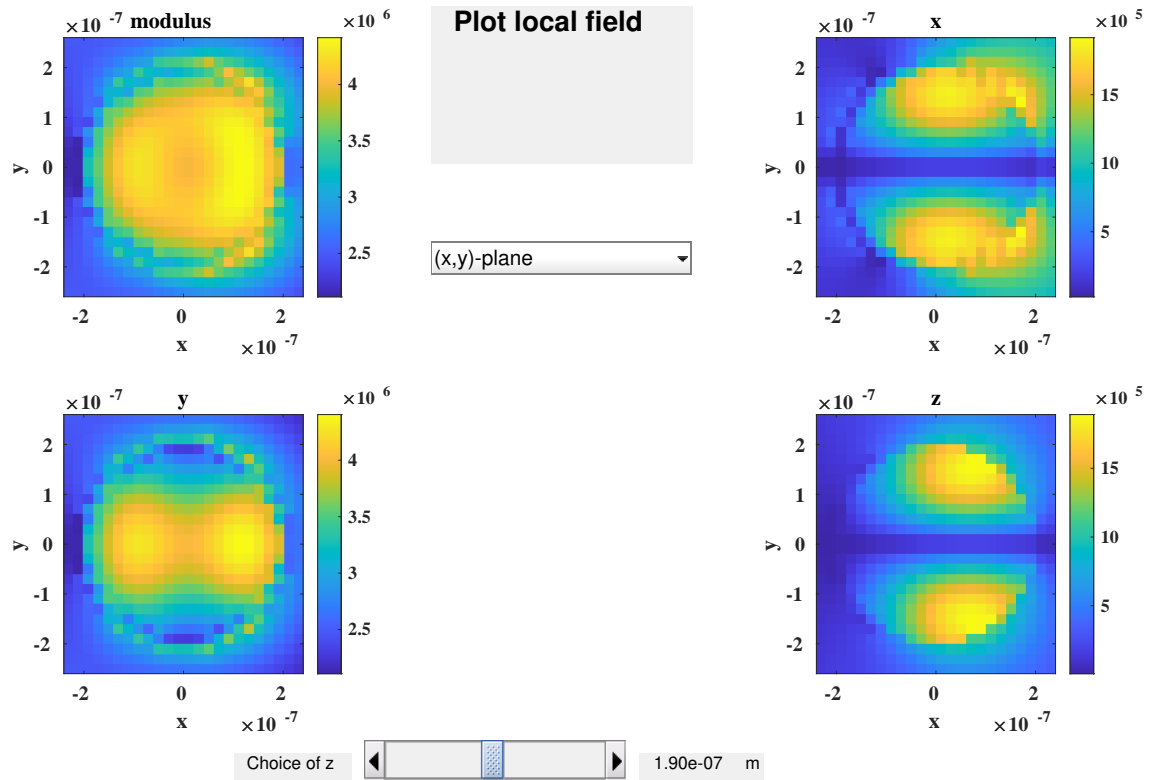 ×10 -7 modulus ×10 6
2
1
0
-1
-2
y
-2 0 2
x ×10 -7
4
3.5
3
2.5
Plot local field
(x,y)-plane
×10 -7 x ×10 5
2
1
0
-1
-2
y
-2 0 2
x ×10 -7
15
10
5
×10 -7 y ×10 6
2
1
0
-1
-2
y
-2 0 2
x ×10 -7
4
3.5
3
2.5
×10 -7 z ×10 5
2
1
0
-1
-2
y
-2 0 2
x ×10 -7
15
10
5
Choice of z 1.90e-07 m